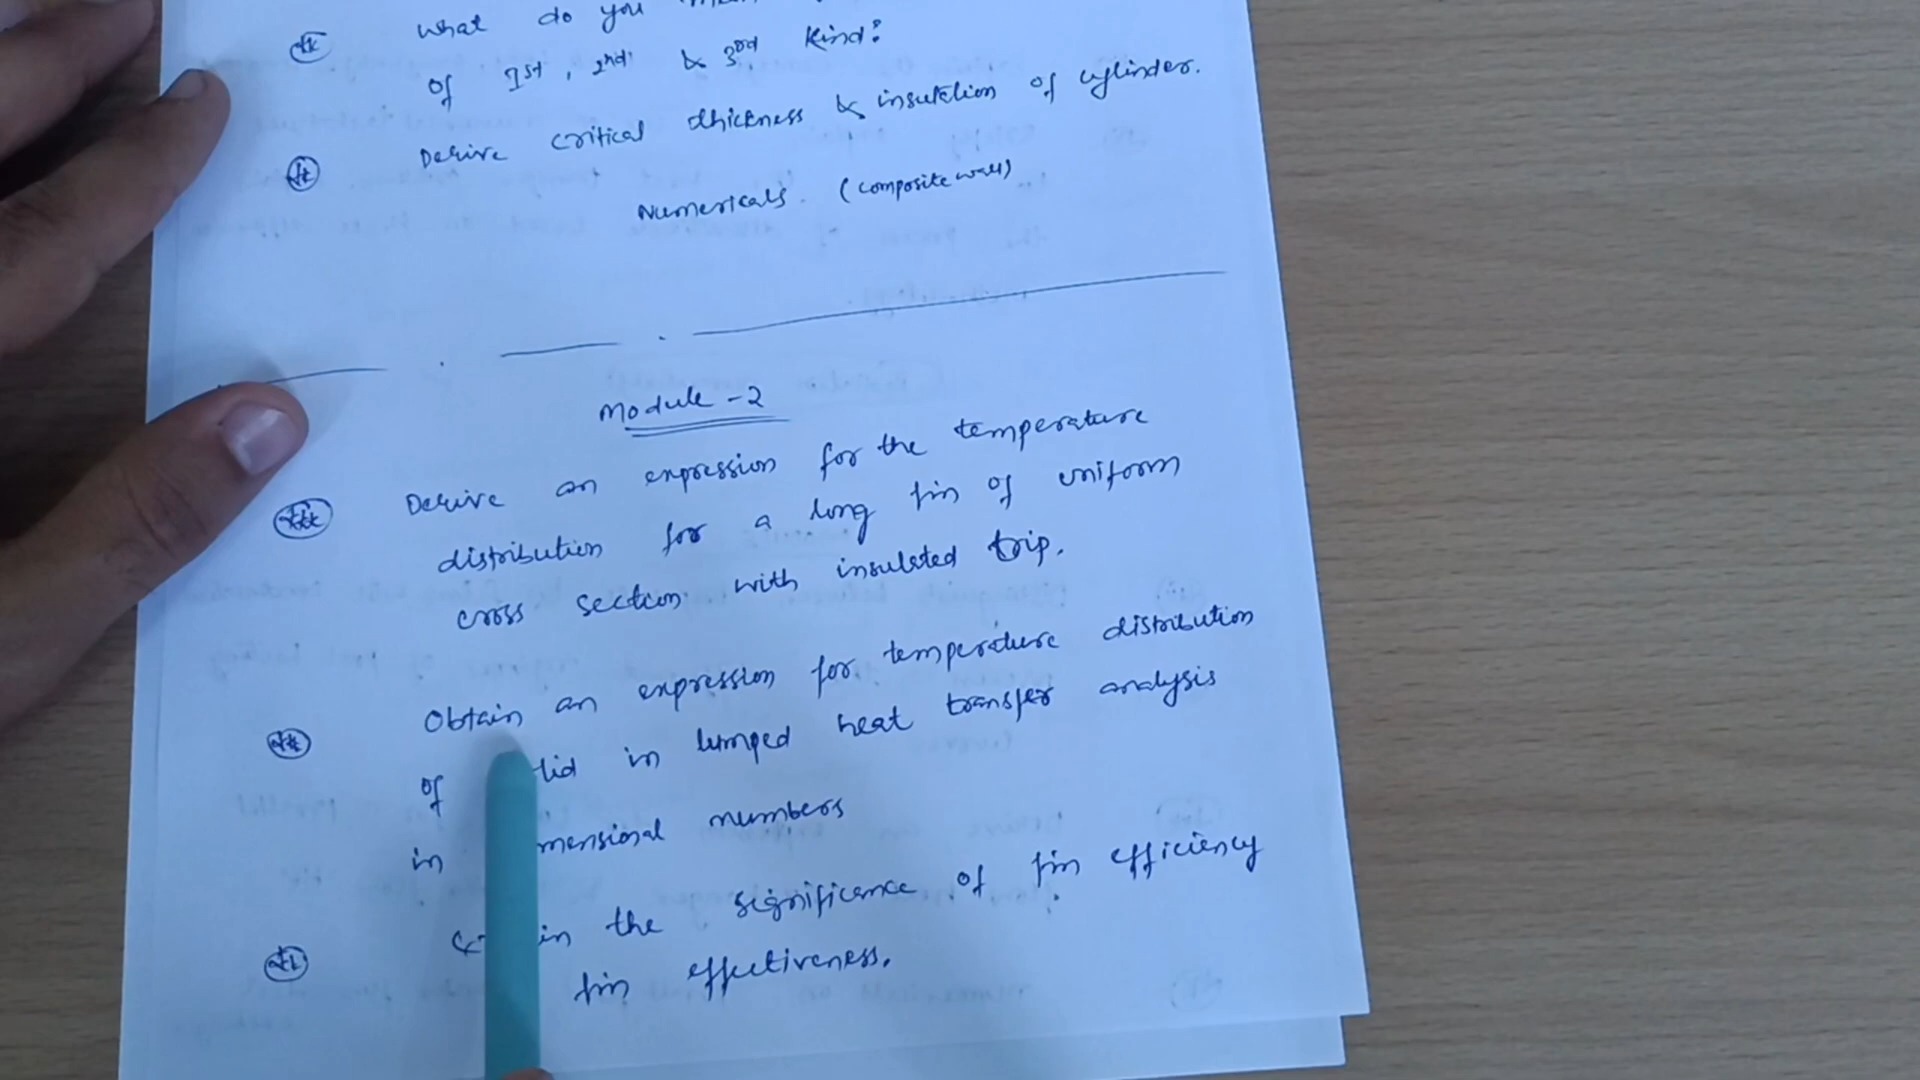 What do you
of 1st, 2nd & 3rd kind?
Derive critical thickness & insulation of cylinder.
Numericals. (composite wall)
Module - 2
Derive an expression for the temperature
distribution for a long fin of uniform
cross section with insulated trip.
Obtain an expression for temperature distribution
of lid in lumped heat transfer analysis
in mensional numbers
in the significance of fin efficiency
fin effectiveness.